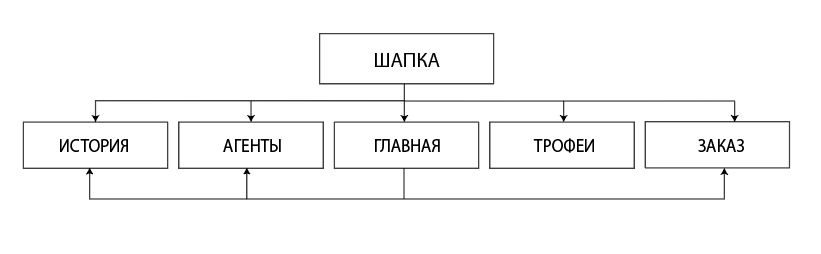 ШАПКА
ИСТОРИЯ
АГЕНТЫ
ГЛАВНАЯ
ТРОФЕИ
ЗАКАЗ